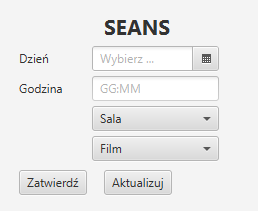 SEANS
Dzień
Wybierz ...
Godzina
GG:MM
Sala
Film
Zatwierdź
Aktualizuj